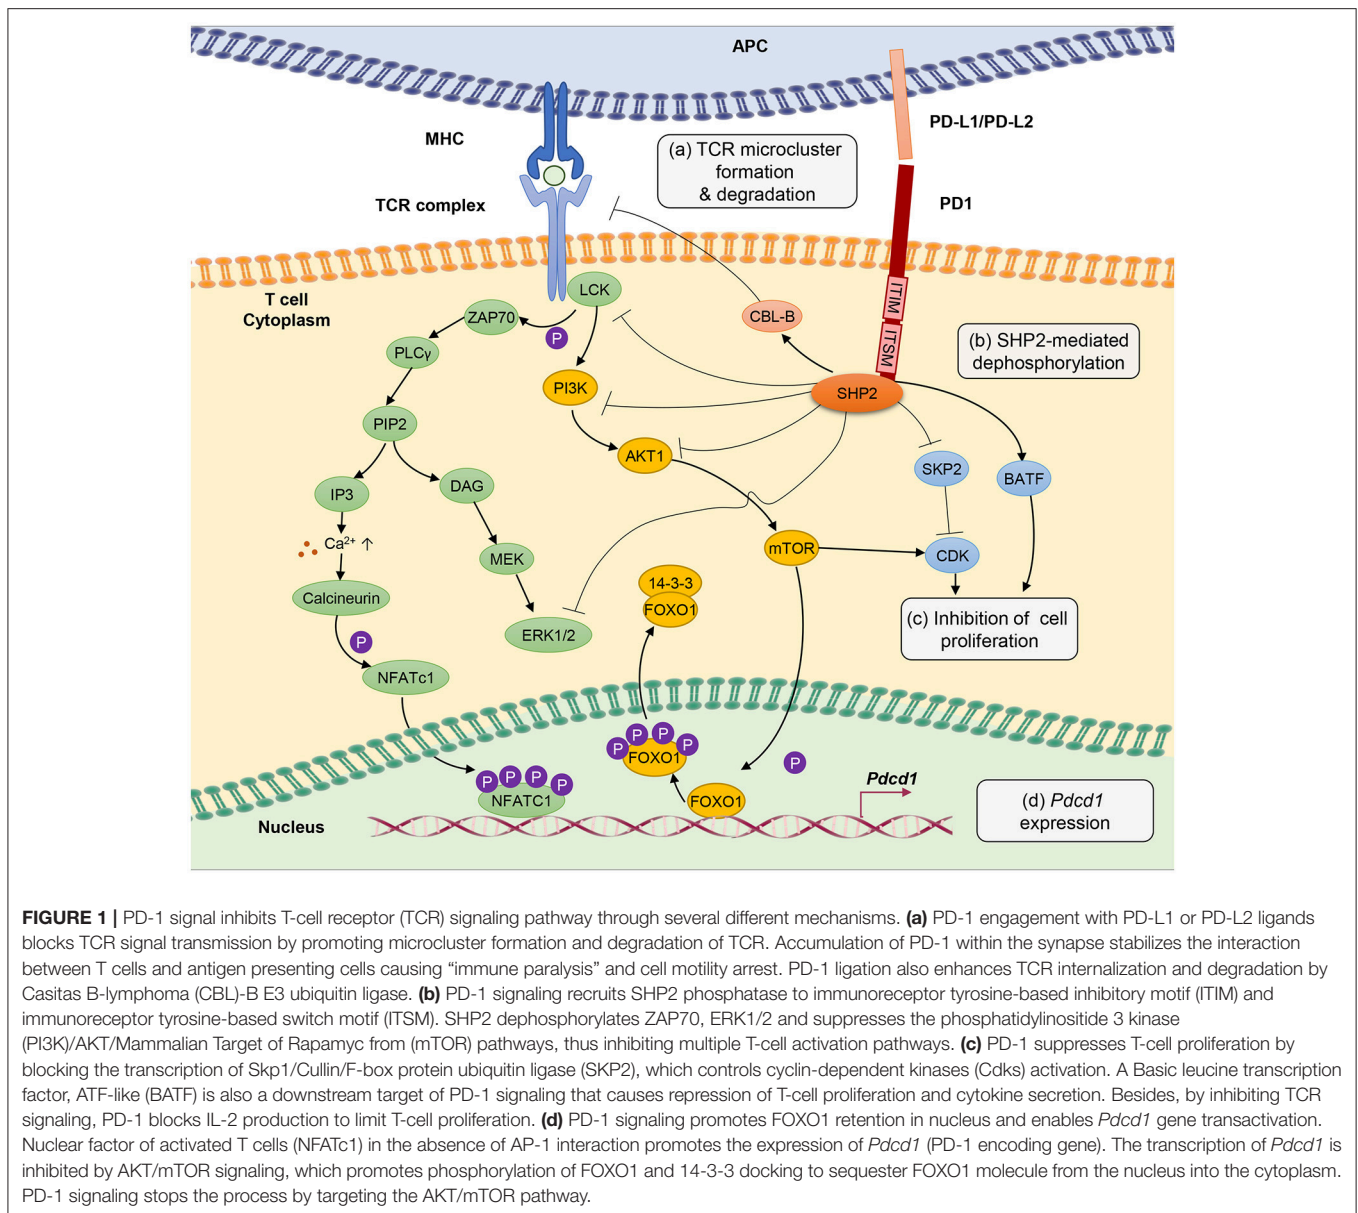 APC
PD-L1/PD-L2
MHC
(a) TCR microcluster
formation
& degradation
TCR complex
PD1
T cell
Cytoplasm
LCK
ITIM
ITSM
ZAP70
CBL-B
P
(b) SHP2-mediated
dephosphorylation
PLCγ
PI3K
SHP2
PIP2
AKT1
SKP2
BATF
IP3
DAG
Ca²⁺ ↑
mTOR
CDK
MEK
14-3-3
FOXO1
Calcineurin
(c) Inhibition of cell
proliferation
ERK1/2
P
NFATc1
P P P P
FOXO1
P
P P P P
NFATC1
FOXO1
Pdcd1
(d) Pdcd1
expression
Nucleus
FIGURE 1 | PD-1 signal inhibits T-cell receptor (TCR) signaling pathway through several different mechanisms. (a) PD-1 engagement with PD-L1 or PD-L2 ligands
blocks TCR signal transmission by promoting microcluster formation and degradation of TCR. Accumulation of PD-1 within the synapse stabilizes the interaction
between T cells and antigen presenting cells causing “immune paralysis” and cell motility arrest. PD-1 ligation also enhances TCR internalization and degradation by
Casitas B-lymphoma (CBL)-B E3 ubiquitin ligase. (b) PD-1 signaling recruits SHP2 phosphatase to immunoreceptor tyrosine-based inhibitory motif (ITIM) and
immunoreceptor tyrosine-based switch motif (ITSM). SHP2 dephosphorylates ZAP70, ERK1/2 and suppresses the phosphatidylinositide 3 kinase
(PI3K)/AKT/Mammalian Target of Rapamyc from (mTOR) pathways, thus inhibiting multiple T-cell activation pathways. (c) PD-1 suppresses T-cell proliferation by
blocking the transcription of Skp1/Cullin/F-box protein ubiquitin ligase (SKP2), which controls cyclin-dependent kinases (Cdks) activation. A Basic leucine transcription
factor, ATF-like (BATF) is also a downstream target of PD-1 signaling that causes repression of T-cell proliferation and cytokine secretion. Besides, by inhibiting TCR
signaling, PD-1 blocks IL-2 production to limit T-cell proliferation. (d) PD-1 signaling promotes FOXO1 retention in nucleus and enables Pdcd1 gene transactivation.
Nuclear factor of activated T cells (NFATc1) in the absence of AP-1 interaction promotes the expression of Pdcd1 (PD-1 encoding gene). The transcription of Pdcd1 is
inhibited by AKT/mTOR signaling, which promotes phosphorylation of FOXO1 and 14-3-3 docking to sequester FOXO1 molecule from the nucleus into the cytoplasm.
PD-1 signaling stops the process by targeting the AKT/mTOR pathway.